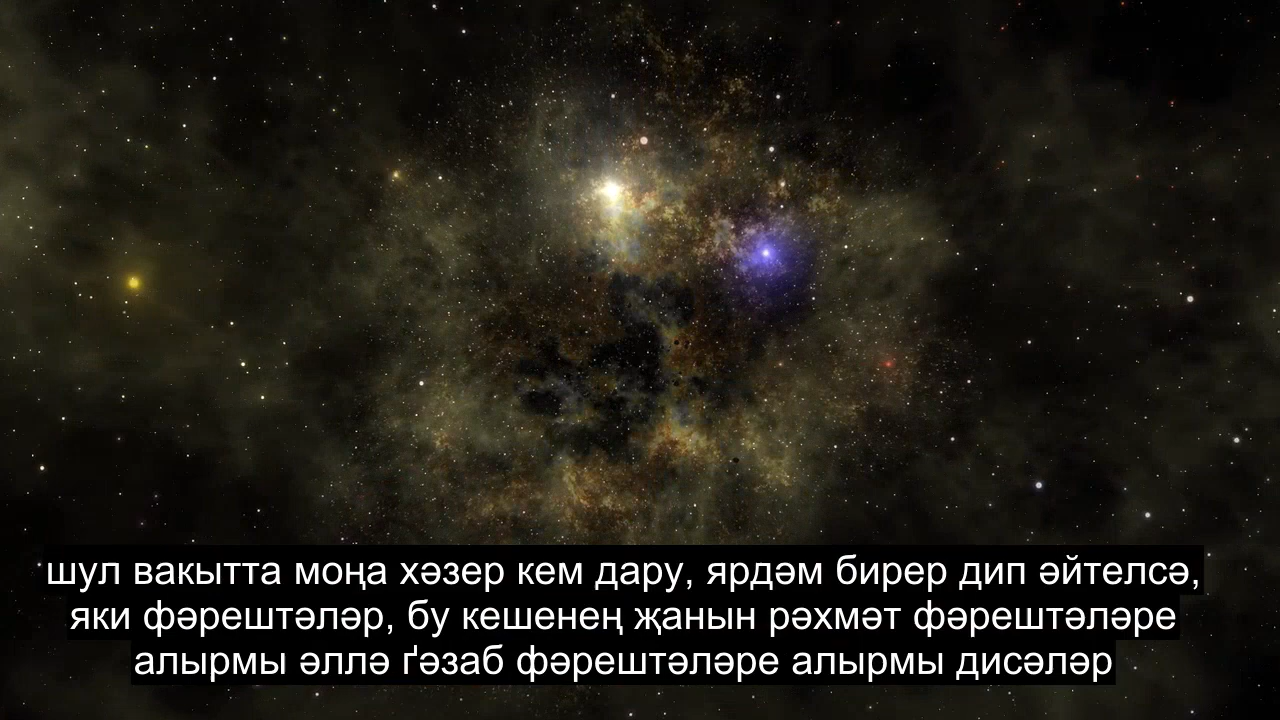 шул вакытта моңа хәзер кем дару, ярдәм бирер дип әйтелсә,
яки фәрештәләр, бу кешенең җанын рәхмәт фәрештәләре
алырмы әллә ґәзаб фәрештәләре алырмы дисәләр